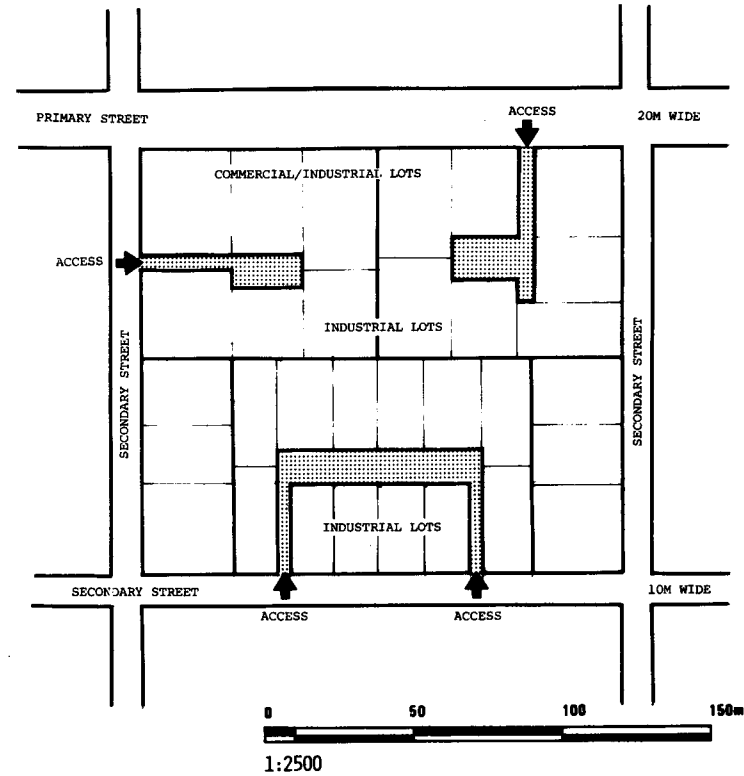 PRIMARY STREET
ACCESS
20M WIDE
COMMERCIAL/INDUSTRIAL LOTS
ACCESS
INDUSTRIAL LOTS
SECONDARY STREET
SECONDARY STREET
INDUSTRIAL LOTS
SECONDARY STREET
10M WIDE
ACCESS
ACCESS
0 50 100 150m
1:2500